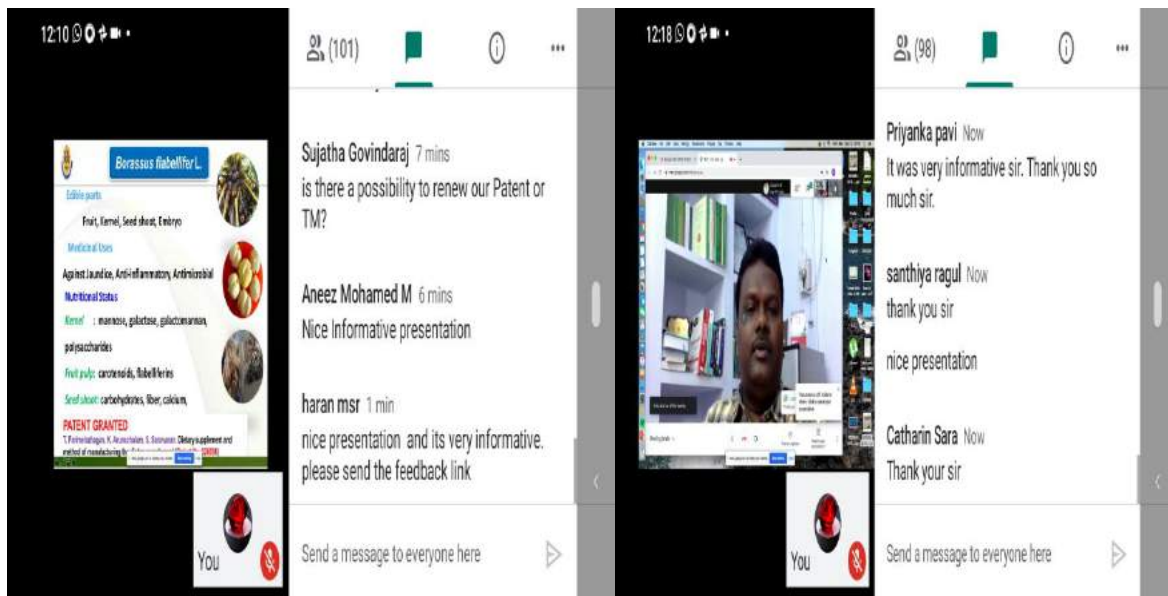 12:10
(101)
Borassus flabellifer L.
Edible parts
Fruit, Kernel, Seed shoot, Embryo
Medicinal Uses
Against Jaundice, Anti-inflammatory, Antimicrobial
Nutritional Status
Kernel : mannose, galactose, galactomannan,
polysaccharides
Fruit pulp: carotenoids, flabelliferins
Seed shoot: carbohydrates, fiber, calcium,
PATENT GRANTED
Dietary supplement and
method of manufacturing
You
Sujatha Govindaraj 7 mins
is there a possibility to renew our Patent or
TM?
Aneez Mohamed M 6 mins
Nice Informative presentation
haran msr 1 min
nice presentation and its very informative.
please send the feedback link
Send a message to everyone here
12:18
(98)
You
Priyanka pavi Now
It was very informative sir. Thank you so
much sir.
santhiya ragul Now
thank you sir
nice presentation
Catharin Sara Now
Thank your sir
Send a message to everyone here